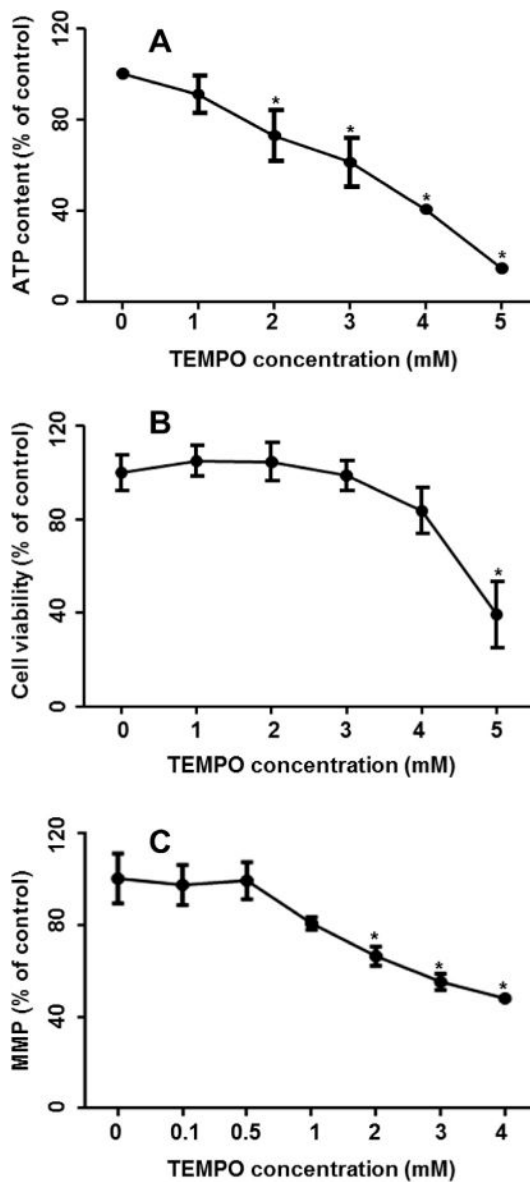 A
ATP content (% of control)
120
80
40
0
*
*
*
*
0 1 2 3 4 5
TEMPO concentration (mM)
B
Cell viability (% of control)
120
80
40
0
*
0 1 2 3 4 5
TEMPO concentration (mM)
C
MMP (% of control)
120
80
40
0
*
*
*
0 0.1 0.5 1 2 3 4
TEMPO concentration (mM)